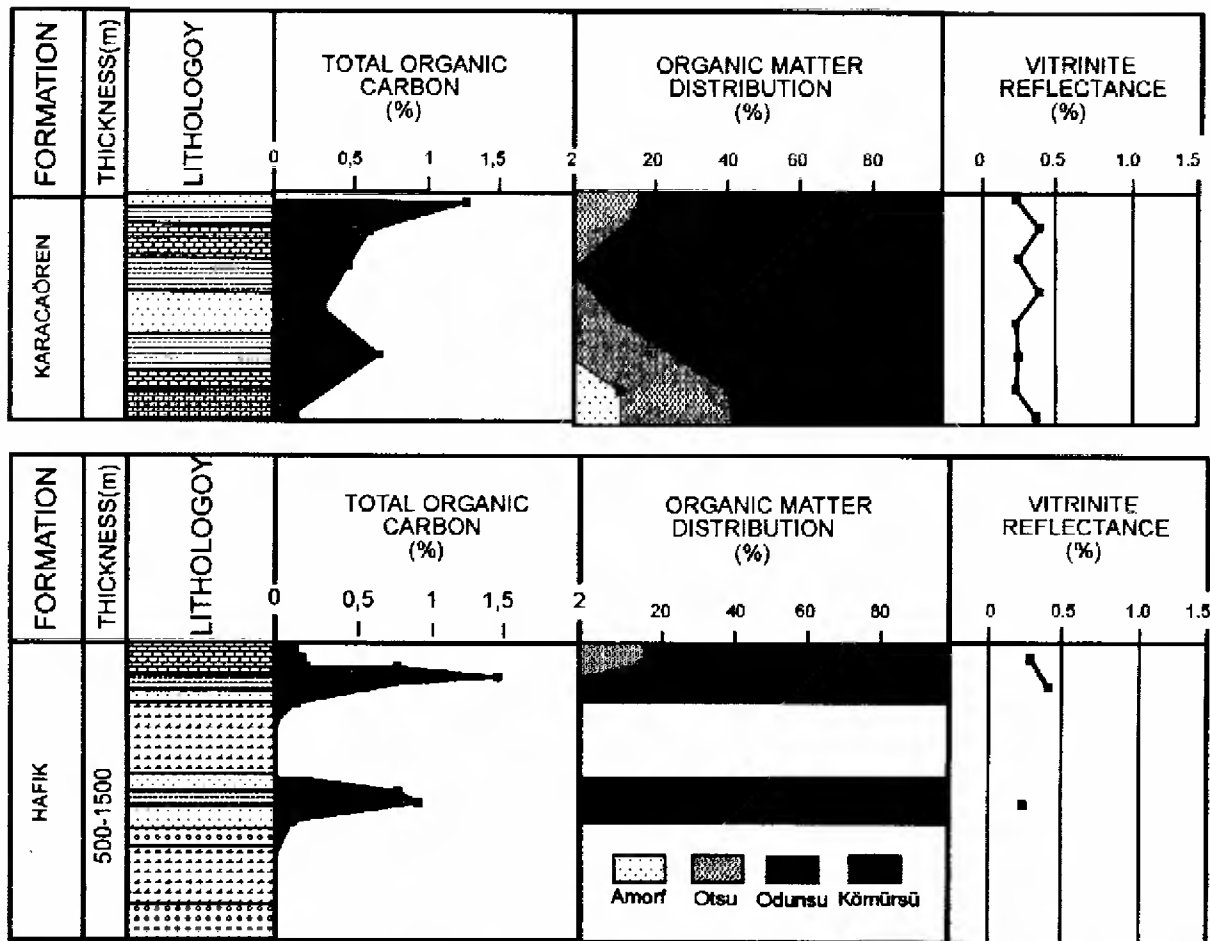 FORMATION
THICKNESS(m)
LITHOLOGOY
TOTAL ORGANIC
CARBON
(%)
0 0,5 1 1,5 2
ORGANIC MATTER
DISTRIBUTION
(%)
20 40 60 80
VITRINITE
REFLECTANCE
(%)
0 0.5 1.0 1.5
KARACAÖREN
FORMATION
THICKNESS(m)
LITHOLOGOY
TOTAL ORGANIC
CARBON
(%)
0 0,5 1 1,5 2
ORGANIC MATTER
DISTRIBUTION
(%)
20 40 60 80
VITRINITE
REFLECTANCE
(%)
0 0.5 1.0 1.5
HAFIK
500-1500
Amorf Otsu Odunsu Kömürsü